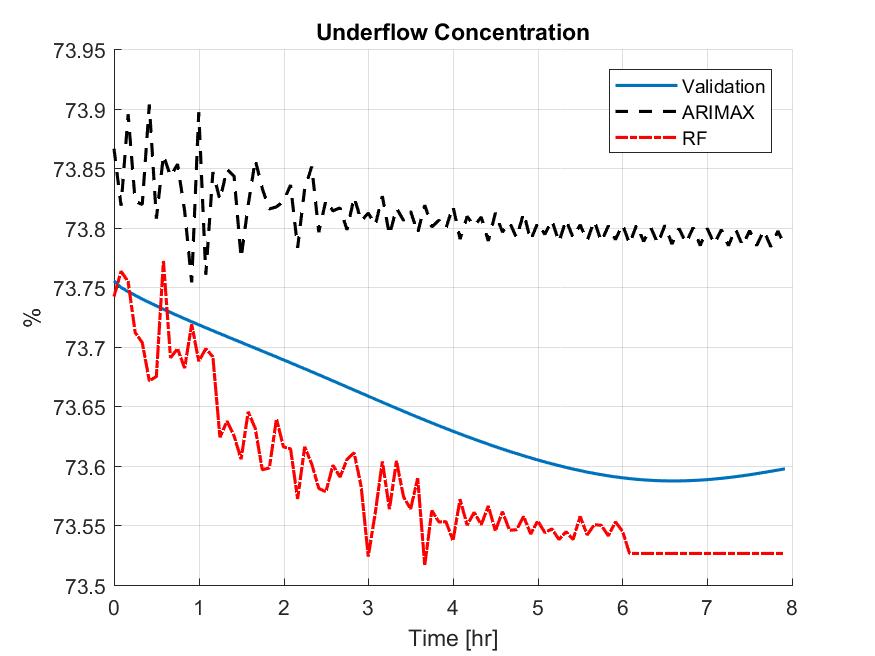 Underflow Concentration
73.95
73.9
73.85
73.8
73.75
73.7
73.65
73.6
73.55
73.5
%
Validation
ARIMAX
RF
0 1 2 3 4 5 6 7 8
Time [hr]